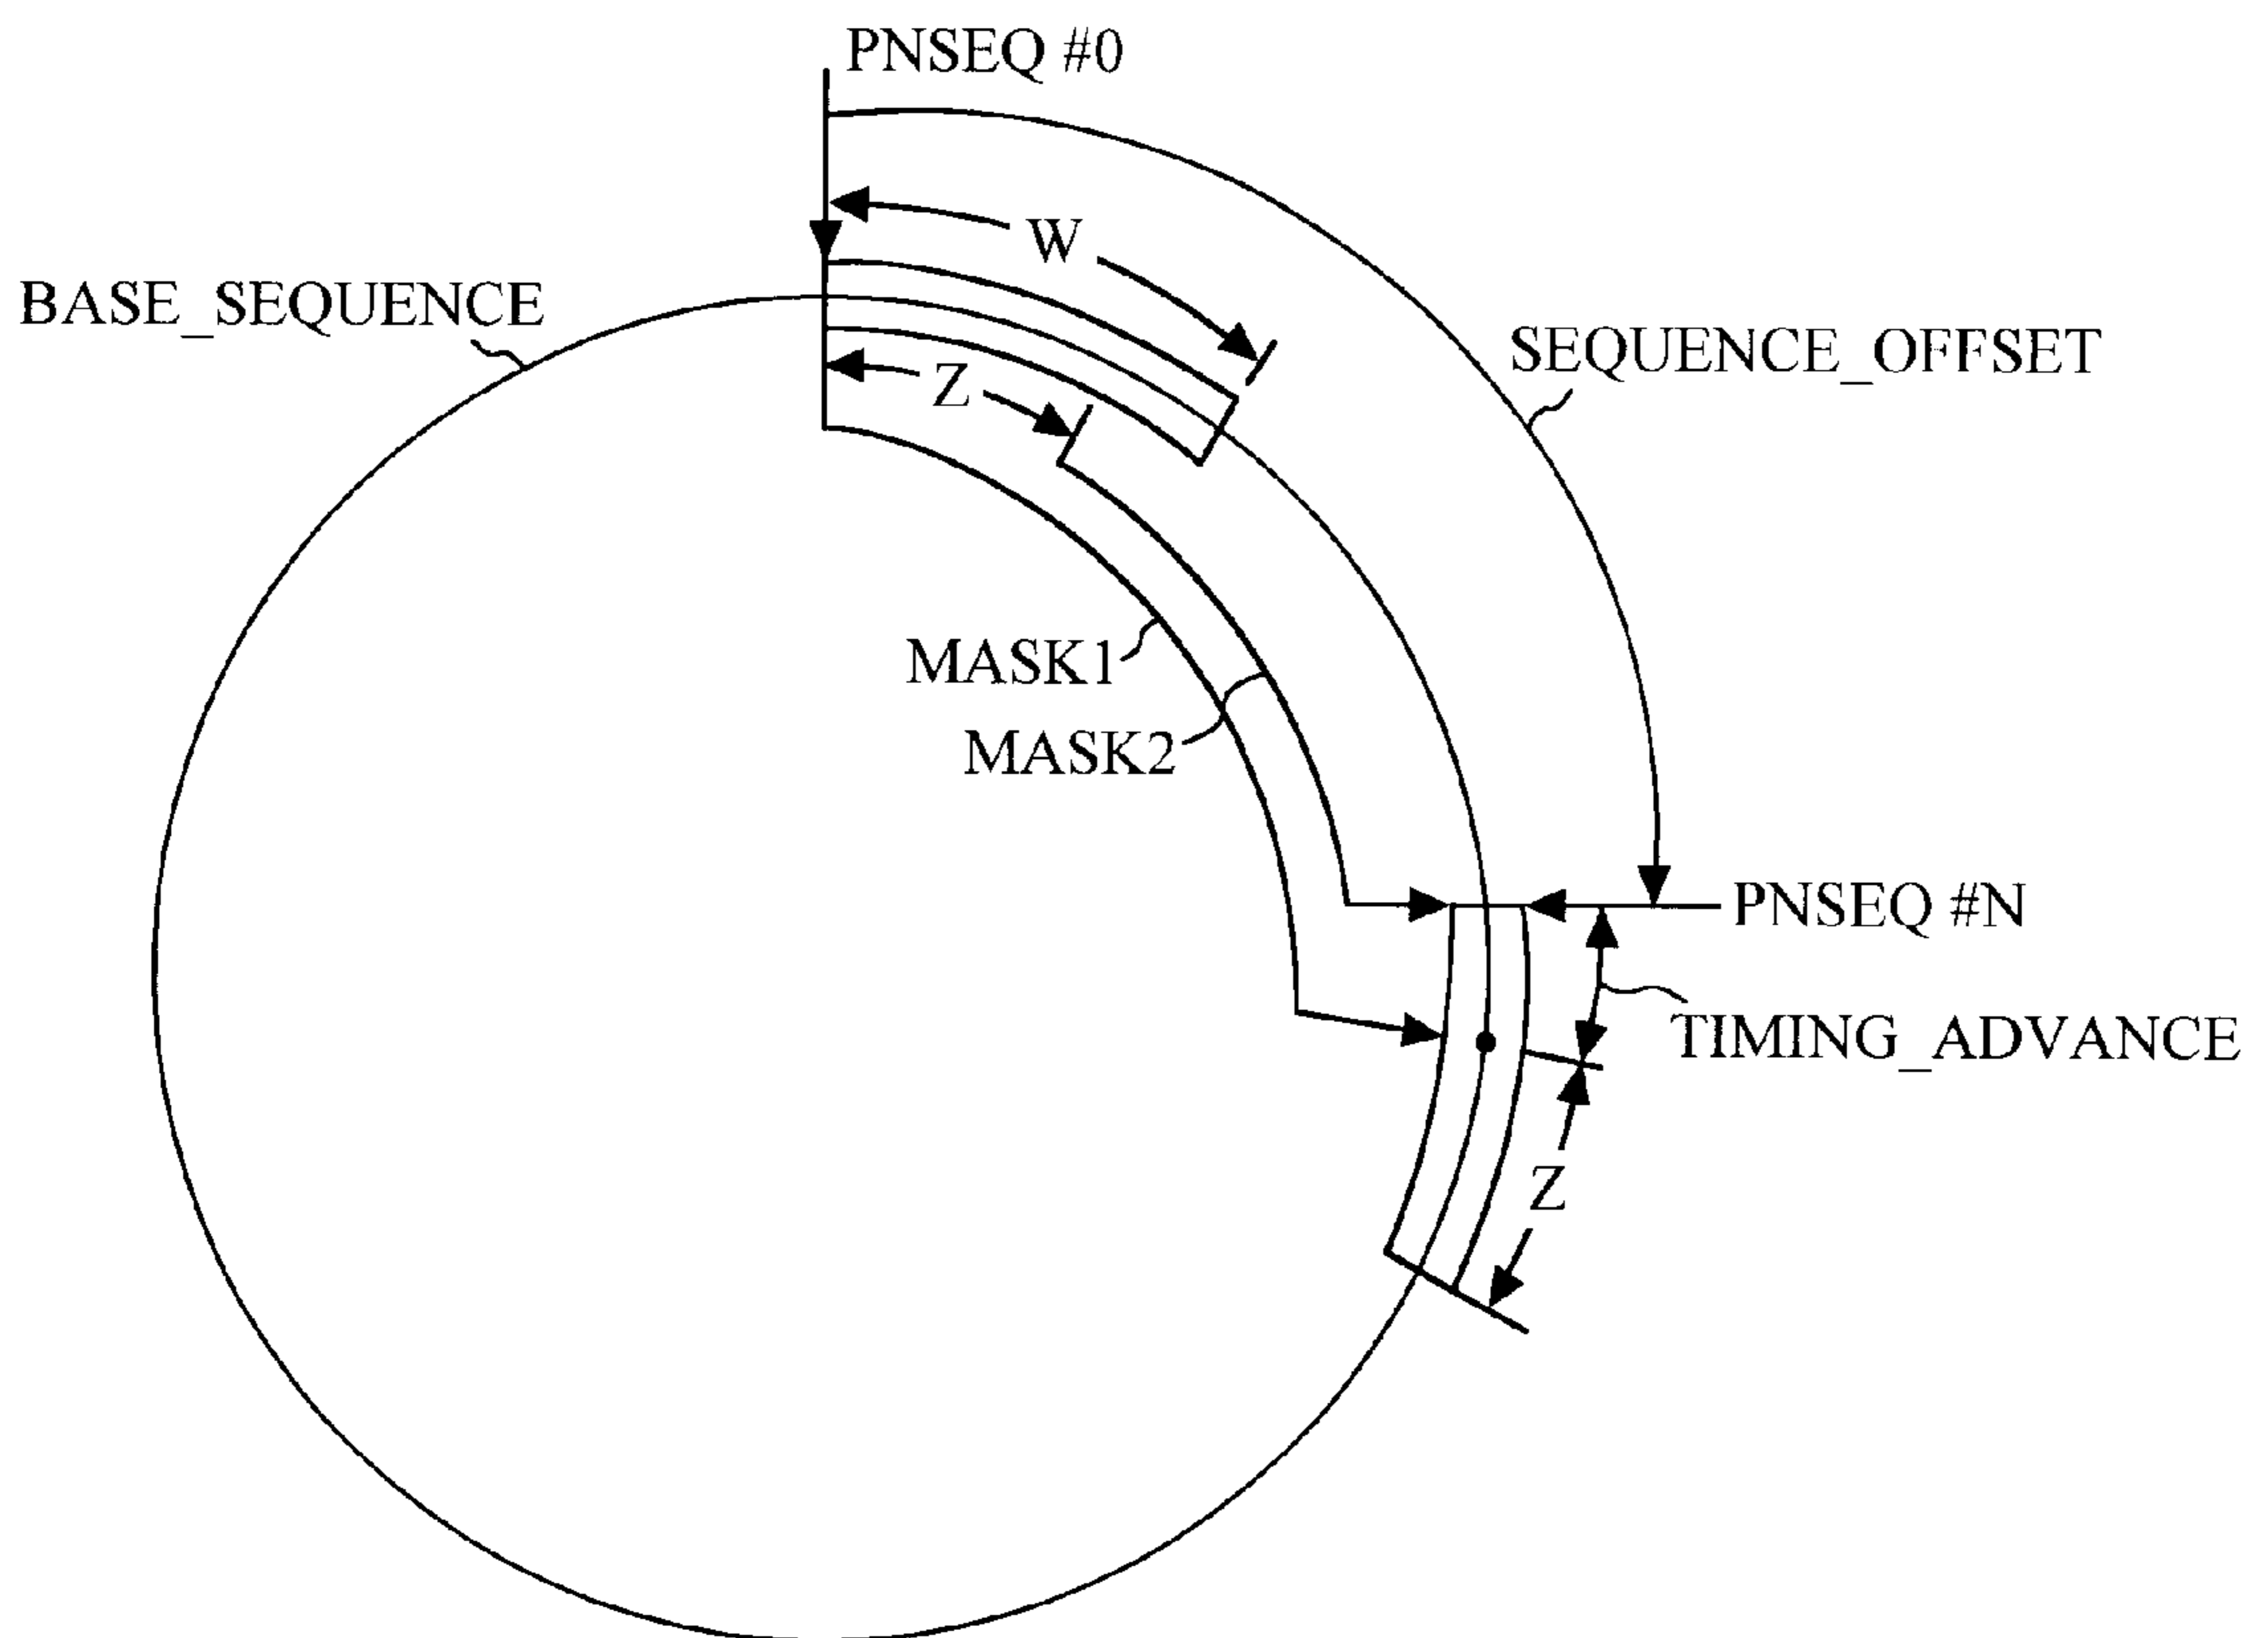 PNSEQ #0
W
BASE_SEQUENCE
SEQUENCE_OFFSET
Z
MASK1
MASK2
PNSEQ #N
TIMING_ADVANCE
Z